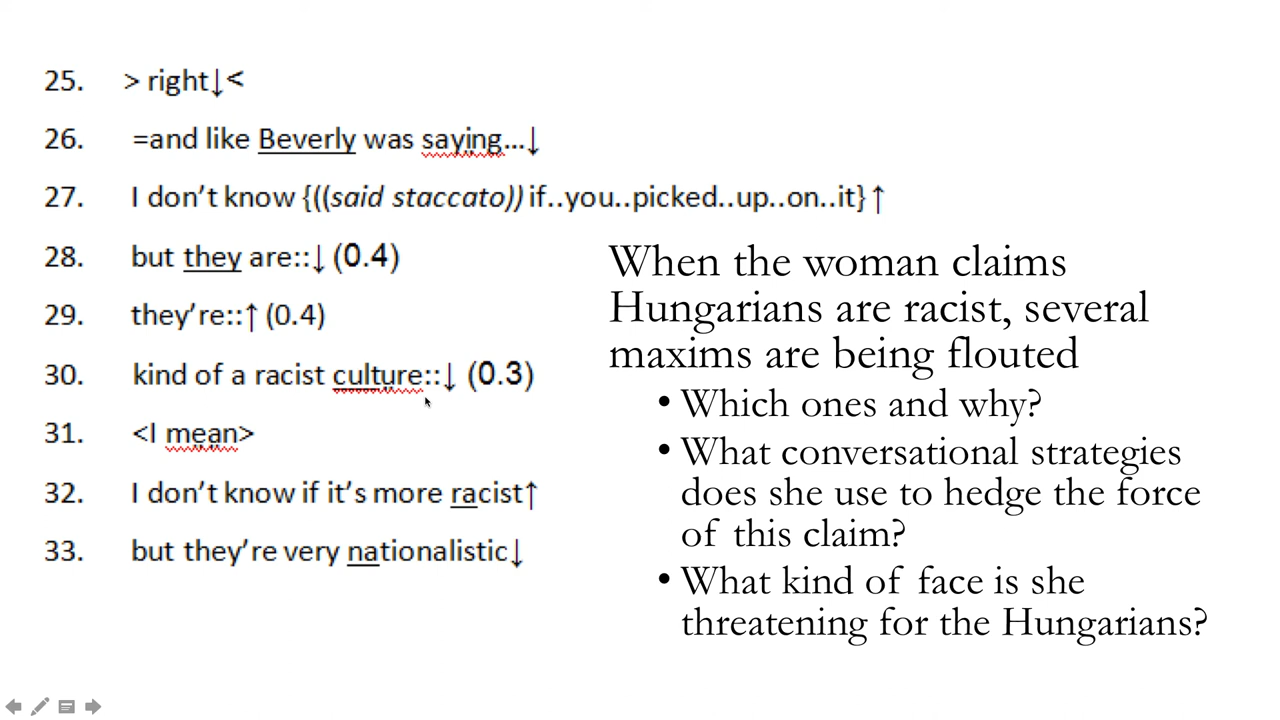 25. > right↓<
26. =and like Beverly was saying...↓
27. I don't know {((said staccato)) if..you..picked..up..on..it}↑
28. but they are::↓ (0.4)
29. they're::↑ (0.4)
30. kind of a racist culture::↓ (0.3)
31. <I mean>
32. I don't know if it's more racist↑
33. but they're very nationalistic↓
When the woman claims
Hungarians are racist, several
maxims are being flouted
• Which ones and why?
• What conversational strategies
does she use to hedge the force
of this claim?
• What kind of face is she
threatening for the Hungarians?